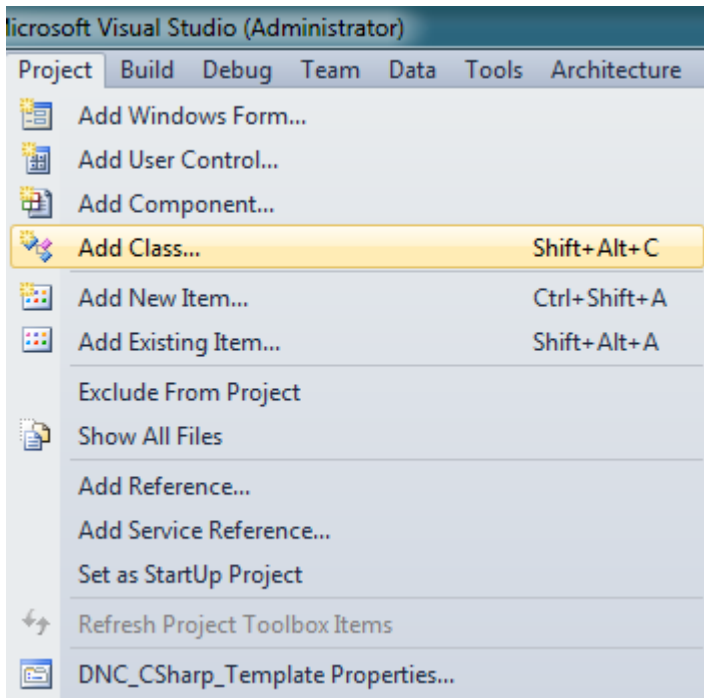 Microsoft Visual Studio (Administrator)
Project Build Debug Team Data Tools Architecture
Add Windows Form...
Add User Control...
Add Component...
Add Class... Shift+Alt+C
Add New Item... Ctrl+Shift+A
Add Existing Item... Shift+Alt+A
Exclude From Project
Show All Files
Add Reference...
Add Service Reference...
Set as StartUp Project
Refresh Project Toolbox Items
DNC_CSharp_Template Properties...